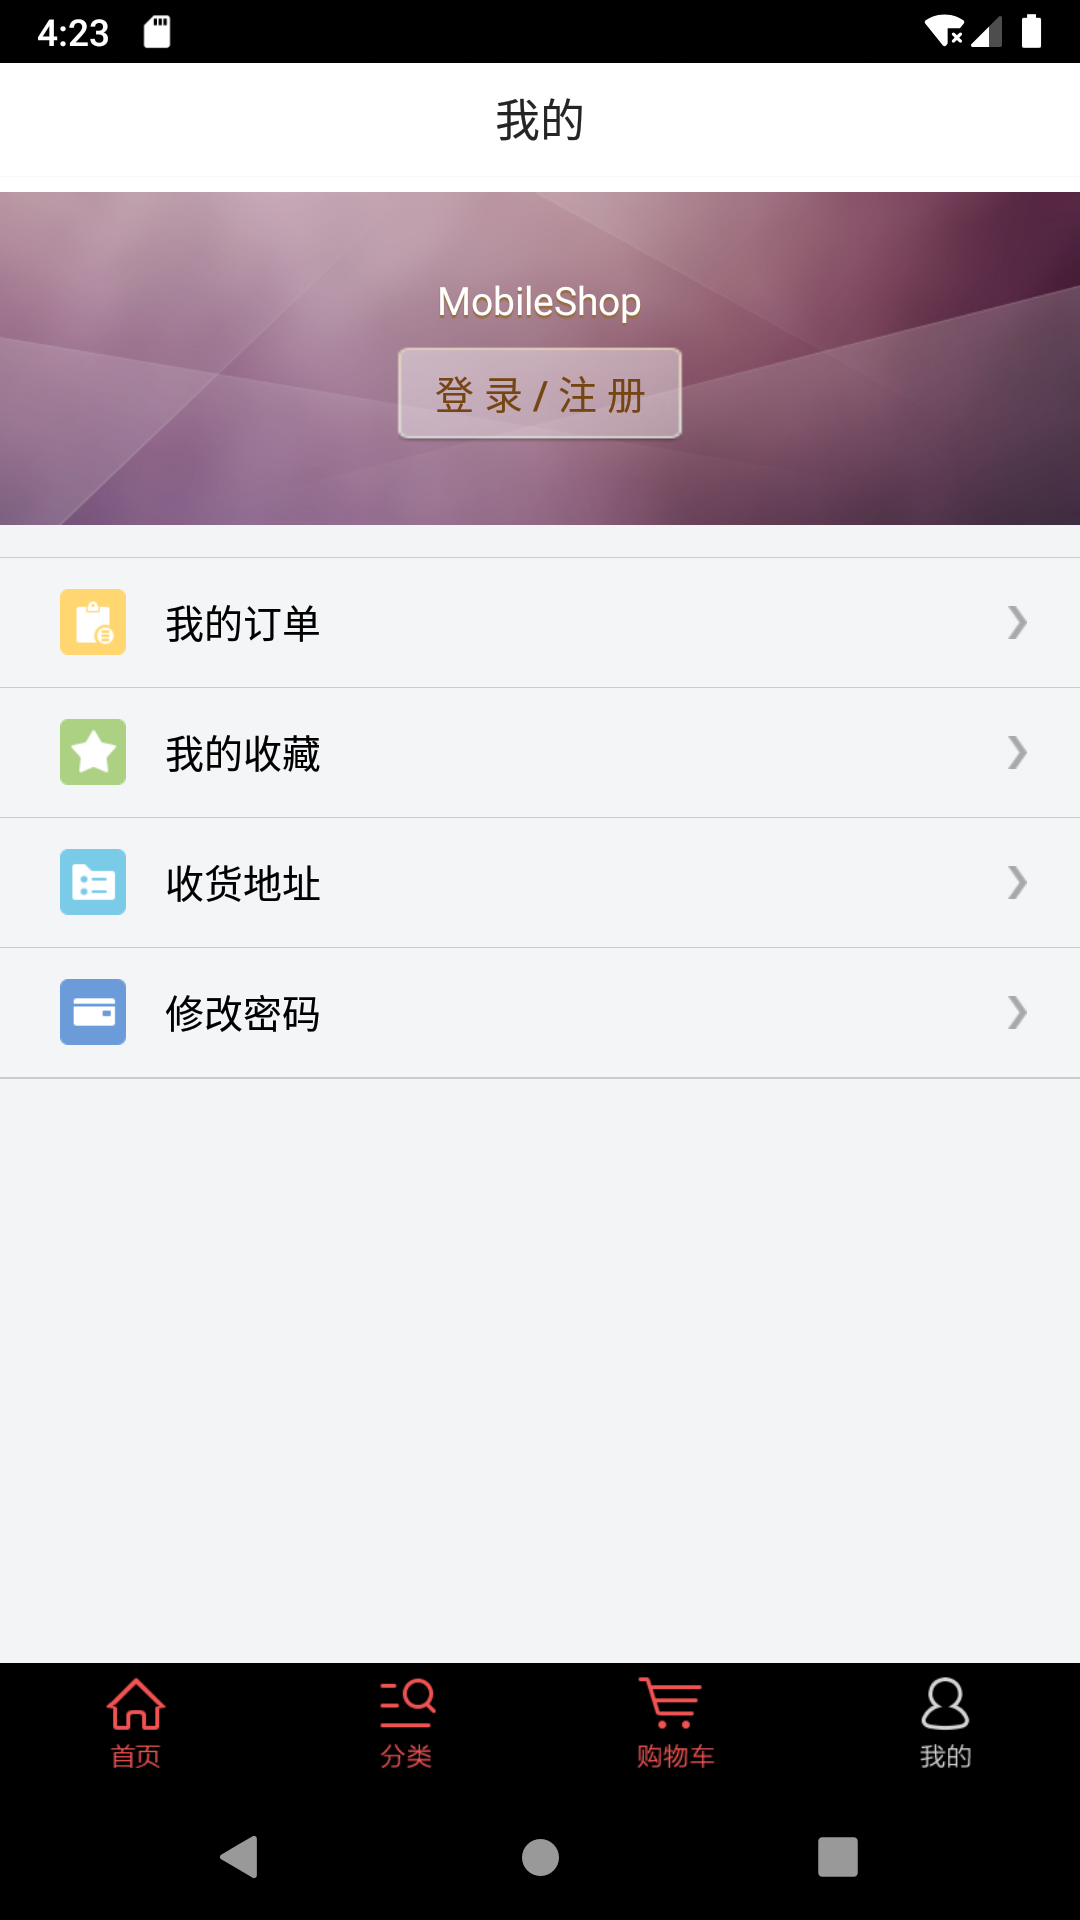 4:23
我的
MobileShop
登 录 / 注 册
我的订单
我的收藏
收货地址
修改密码
首页 分类 购物车 我的